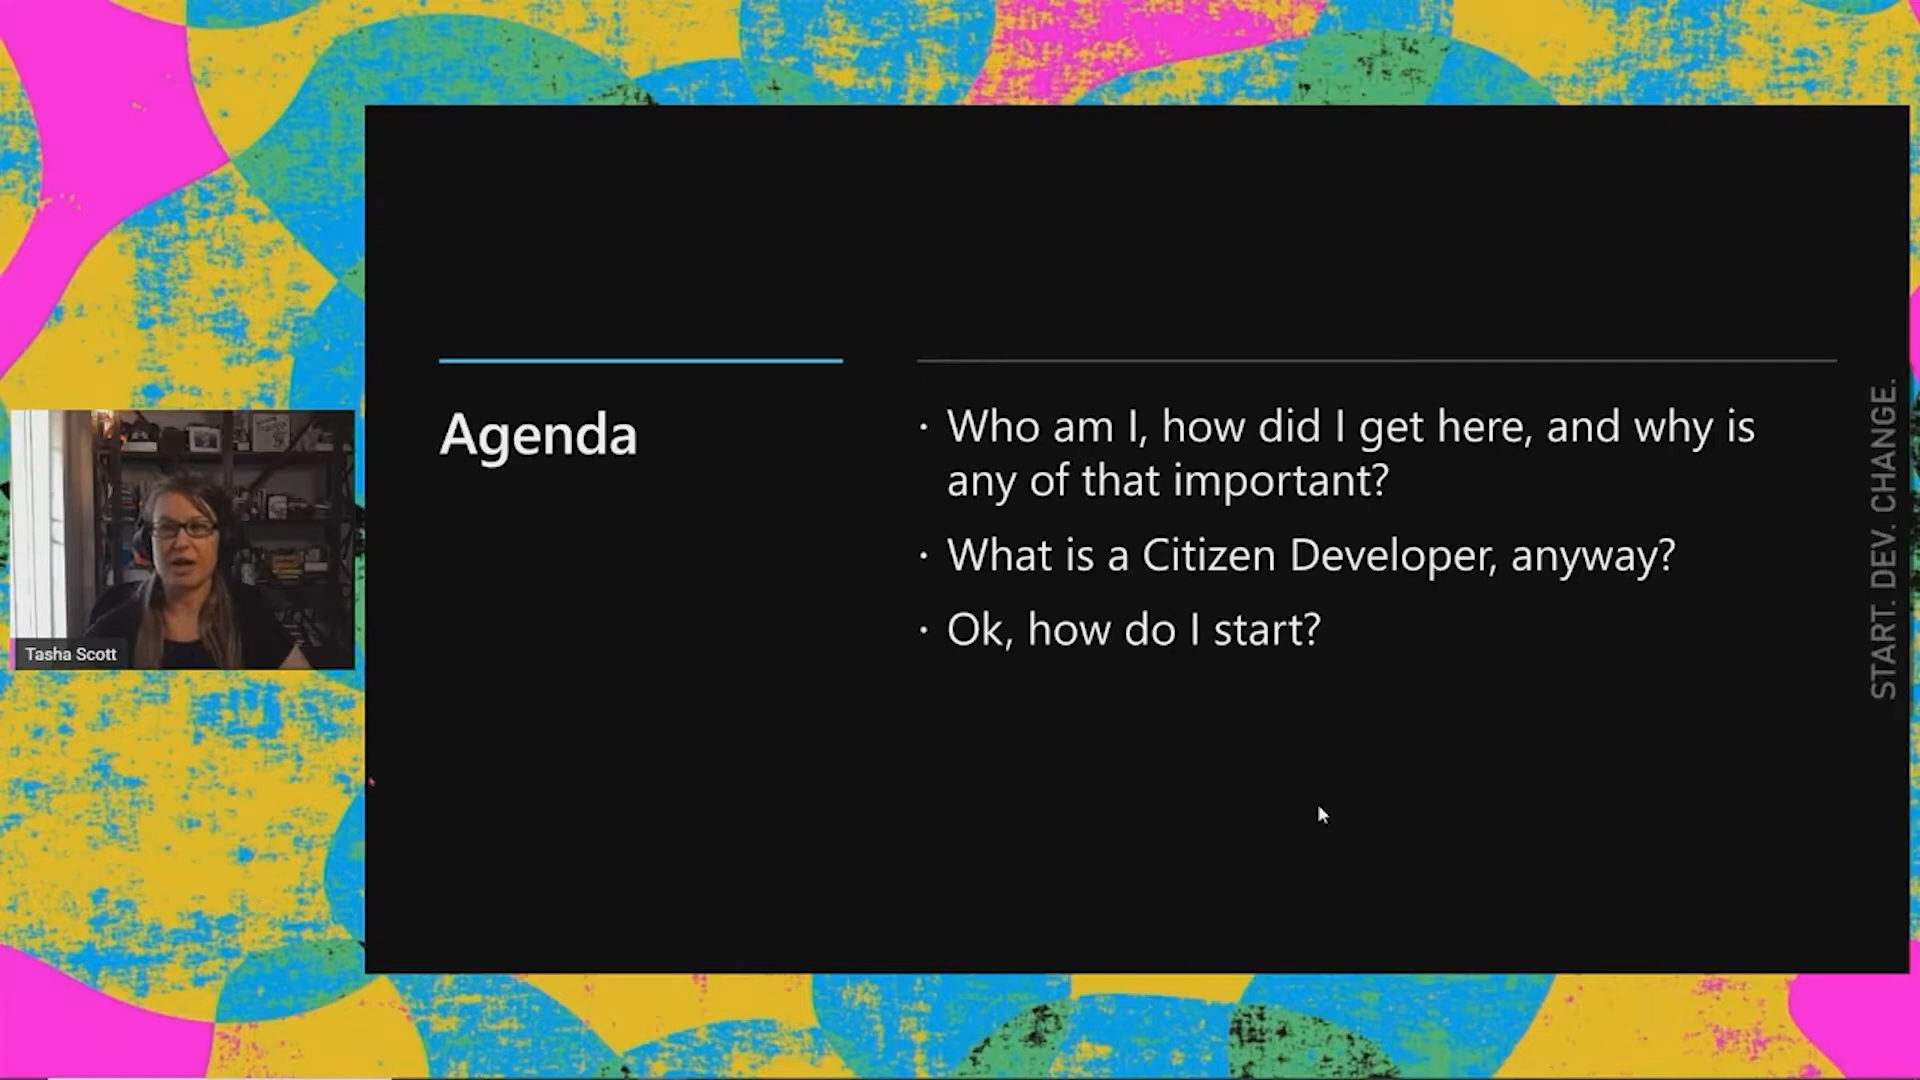 Agenda
• Who am I, how did I get here, and why is
any of that important?
• What is a Citizen Developer, anyway?
• Ok, how do I start?
START. DEV. CHANGE.
Tasha Scott